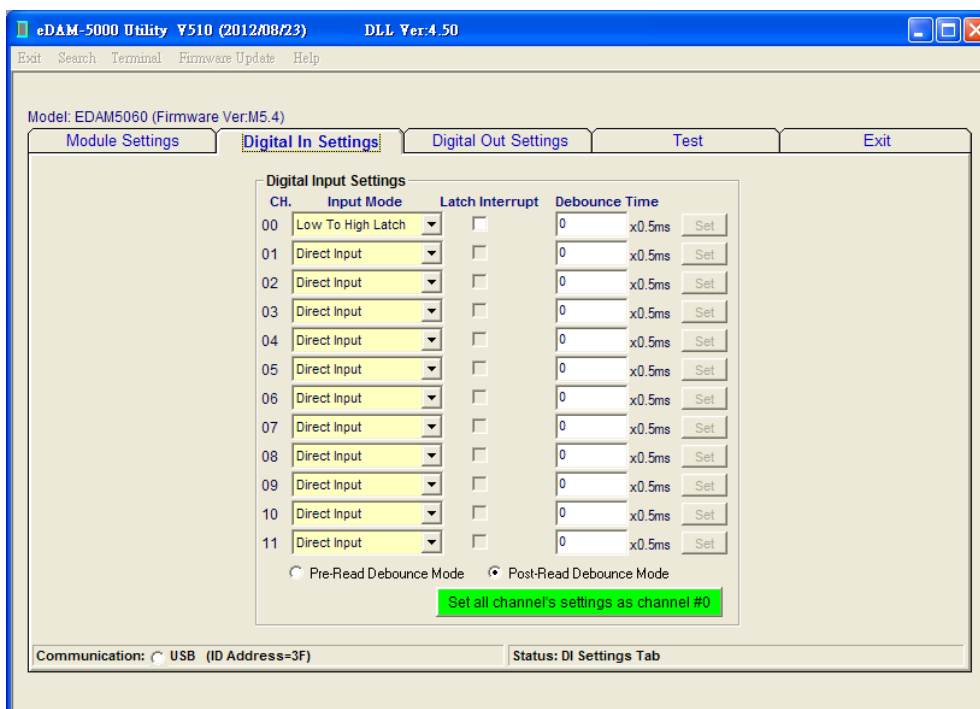 eDAM-5000 Utility V510 (2012/08/23) DLL Ver:4.50
Exit Search Terminal Firmware Update Help
Model: EDAM5060 (Firmware Ver:M5.4)
Module Settings Digital In Settings Digital Out Settings Test Exit
Digital Input Settings
CH. Input Mode Latch Interrupt Debounce Time
00 Low To High Latch 0 x0.5ms Set
01 Direct Input 0 x0.5ms Set
02 Direct Input 0 x0.5ms Set
03 Direct Input 0 x0.5ms Set
04 Direct Input 0 x0.5ms Set
05 Direct Input 0 x0.5ms Set
06 Direct Input 0 x0.5ms Set
07 Direct Input 0 x0.5ms Set
08 Direct Input 0 x0.5ms Set
09 Direct Input 0 x0.5ms Set
10 Direct Input 0 x0.5ms Set
11 Direct Input 0 x0.5ms Set
Pre-Read Debounce Mode Post-Read Debounce Mode
Set all channel's settings as channel #0
Communication: USB (ID Address=3F) Status: DI Settings Tab